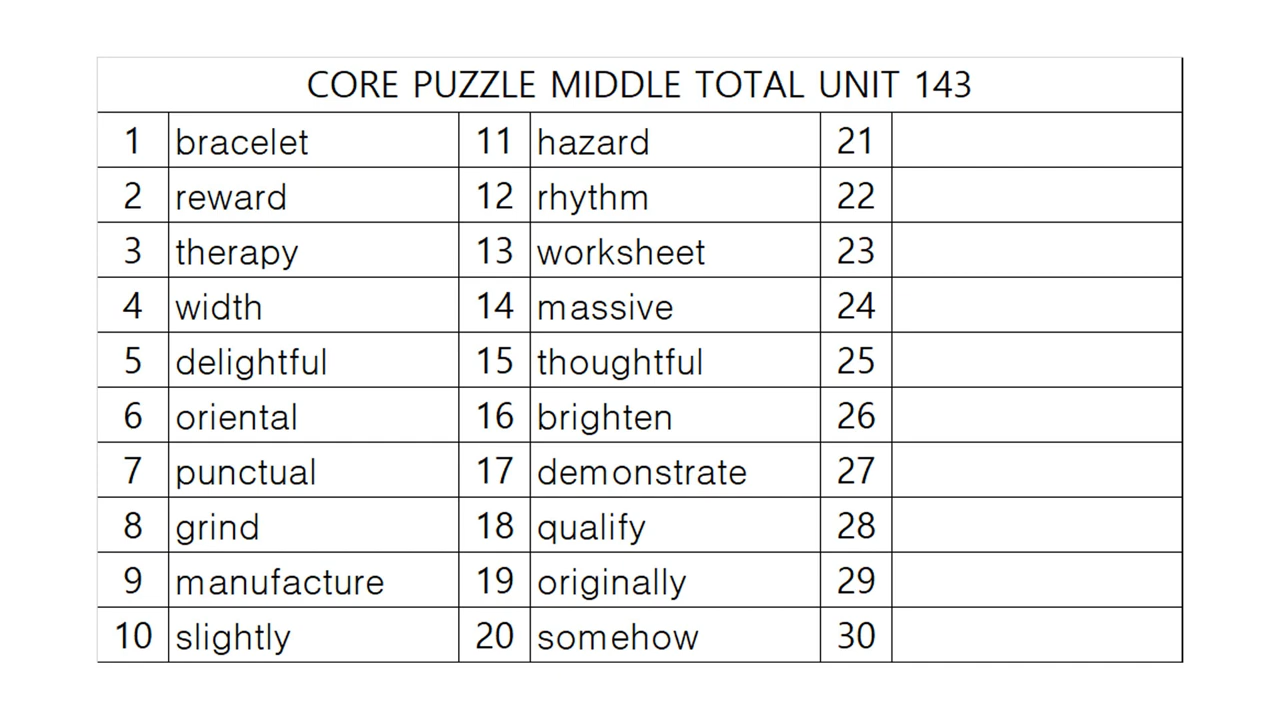 CORE PUZZLE MIDDLE TOTAL UNIT 143
1 bracelet 11 hazard 21
2 reward 12 rhythm 22
3 therapy 13 worksheet 23
4 width 14 massive 24
5 delightful 15 thoughtful 25
6 oriental 16 brighten 26
7 punctual 17 demonstrate 27
8 grind 18 qualify 28
9 manufacture 19 originally 29
10 slightly 20 somehow 30